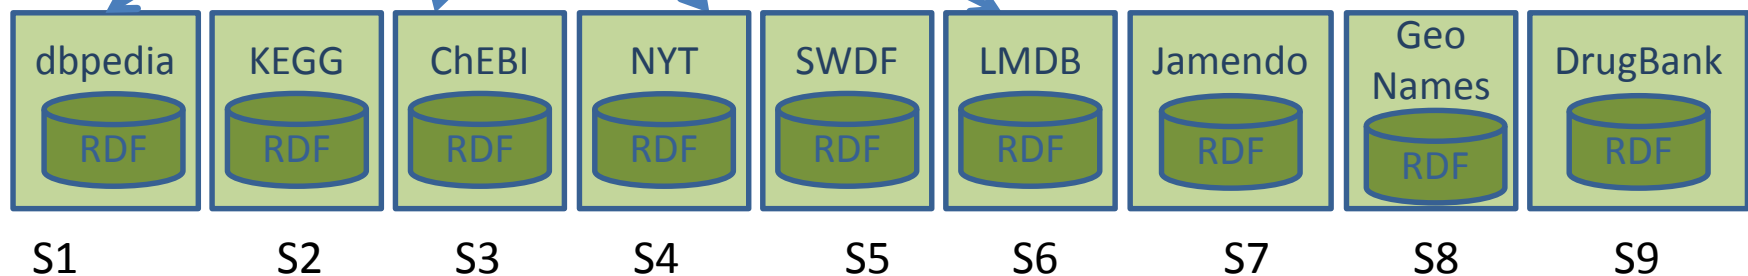 dbpedia KEGG ChEBI NYT SWDF LMDB Jamendo Geo Names DrugBank
RDF RDF RDF RDF RDF RDF RDF RDF RDF
S1 S2 S3 S4 S5 S6 S7 S8 S9